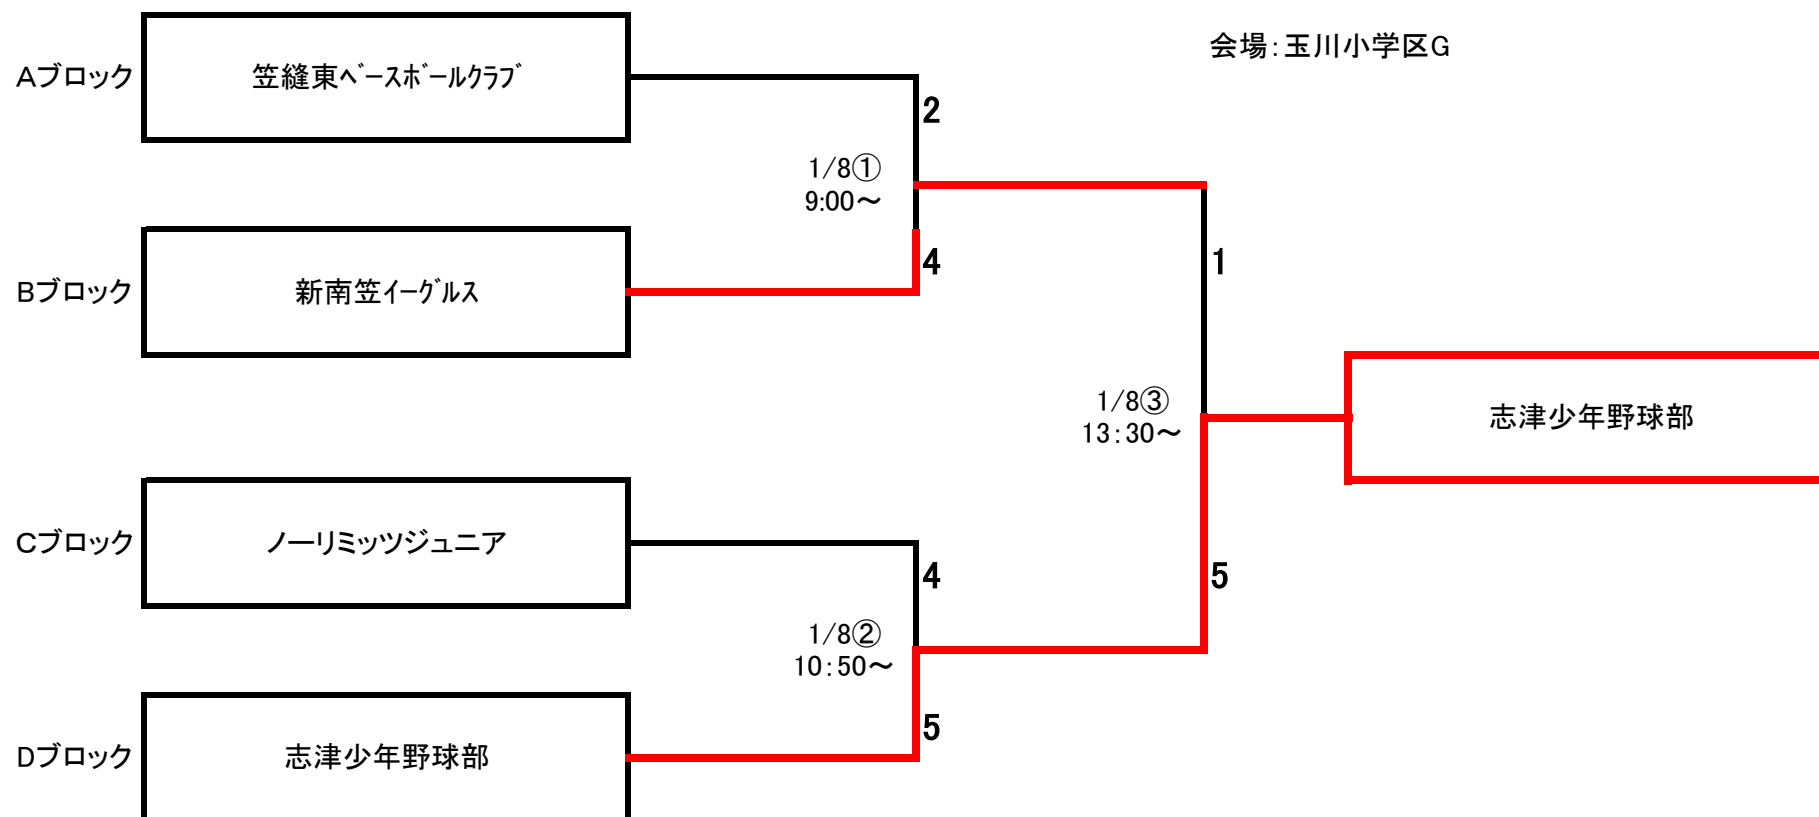 会場：玉川小学区G
Aブロック
笠縫東ﾍﾞｰｽﾎﾞｰﾙｸﾗﾌﾞ
2
1/8①
9:00～
Bブロック
新南笠ｲｰｸﾞﾙｽ
4
1
1/8③
13：30～
志津少年野球部
Cブロック
ノーリミッツジュニア
4
5
1/8②
10：50～
Dブロック
志津少年野球部
5